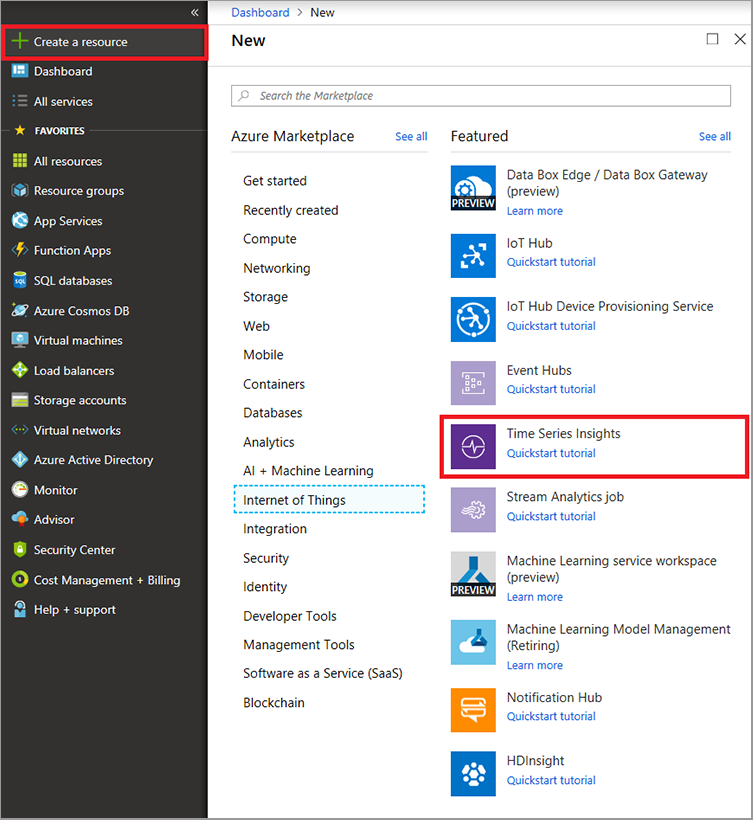 «
Create a resource
Dashboard
All services
FAVORITES
All resources
Resource groups
App Services
Function Apps
SQL databases
Azure Cosmos DB
Virtual machines
Load balancers
Storage accounts
Virtual networks
Azure Active Directory
Monitor
Advisor
Security Center
Cost Management + Billing
Help + support
Dashboard > New
New
Search the Marketplace
Azure Marketplace
See all
Get started
Recently created
Compute
Networking
Storage
Web
Mobile
Containers
Databases
Analytics
AI + Machine Learning
Internet of Things
Integration
Security
Identity
Developer Tools
Management Tools
Software as a Service (SaaS)
Blockchain
Featured
See all
PREVIEW
Data Box Edge / Data Box Gateway
(preview)
Learn more
IoT Hub
Quickstart tutorial
IoT Hub Device Provisioning Service
Quickstart tutorial
Event Hubs
Quickstart tutorial
Time Series Insights
Quickstart tutorial
Stream Analytics job
Quickstart tutorial
PREVIEW
Machine Learning service workspace
(preview)
Learn more
Machine Learning Model Management
(Retiring)
Learn more
Notification Hub
Quickstart tutorial
HDInsight
Quickstart tutorial